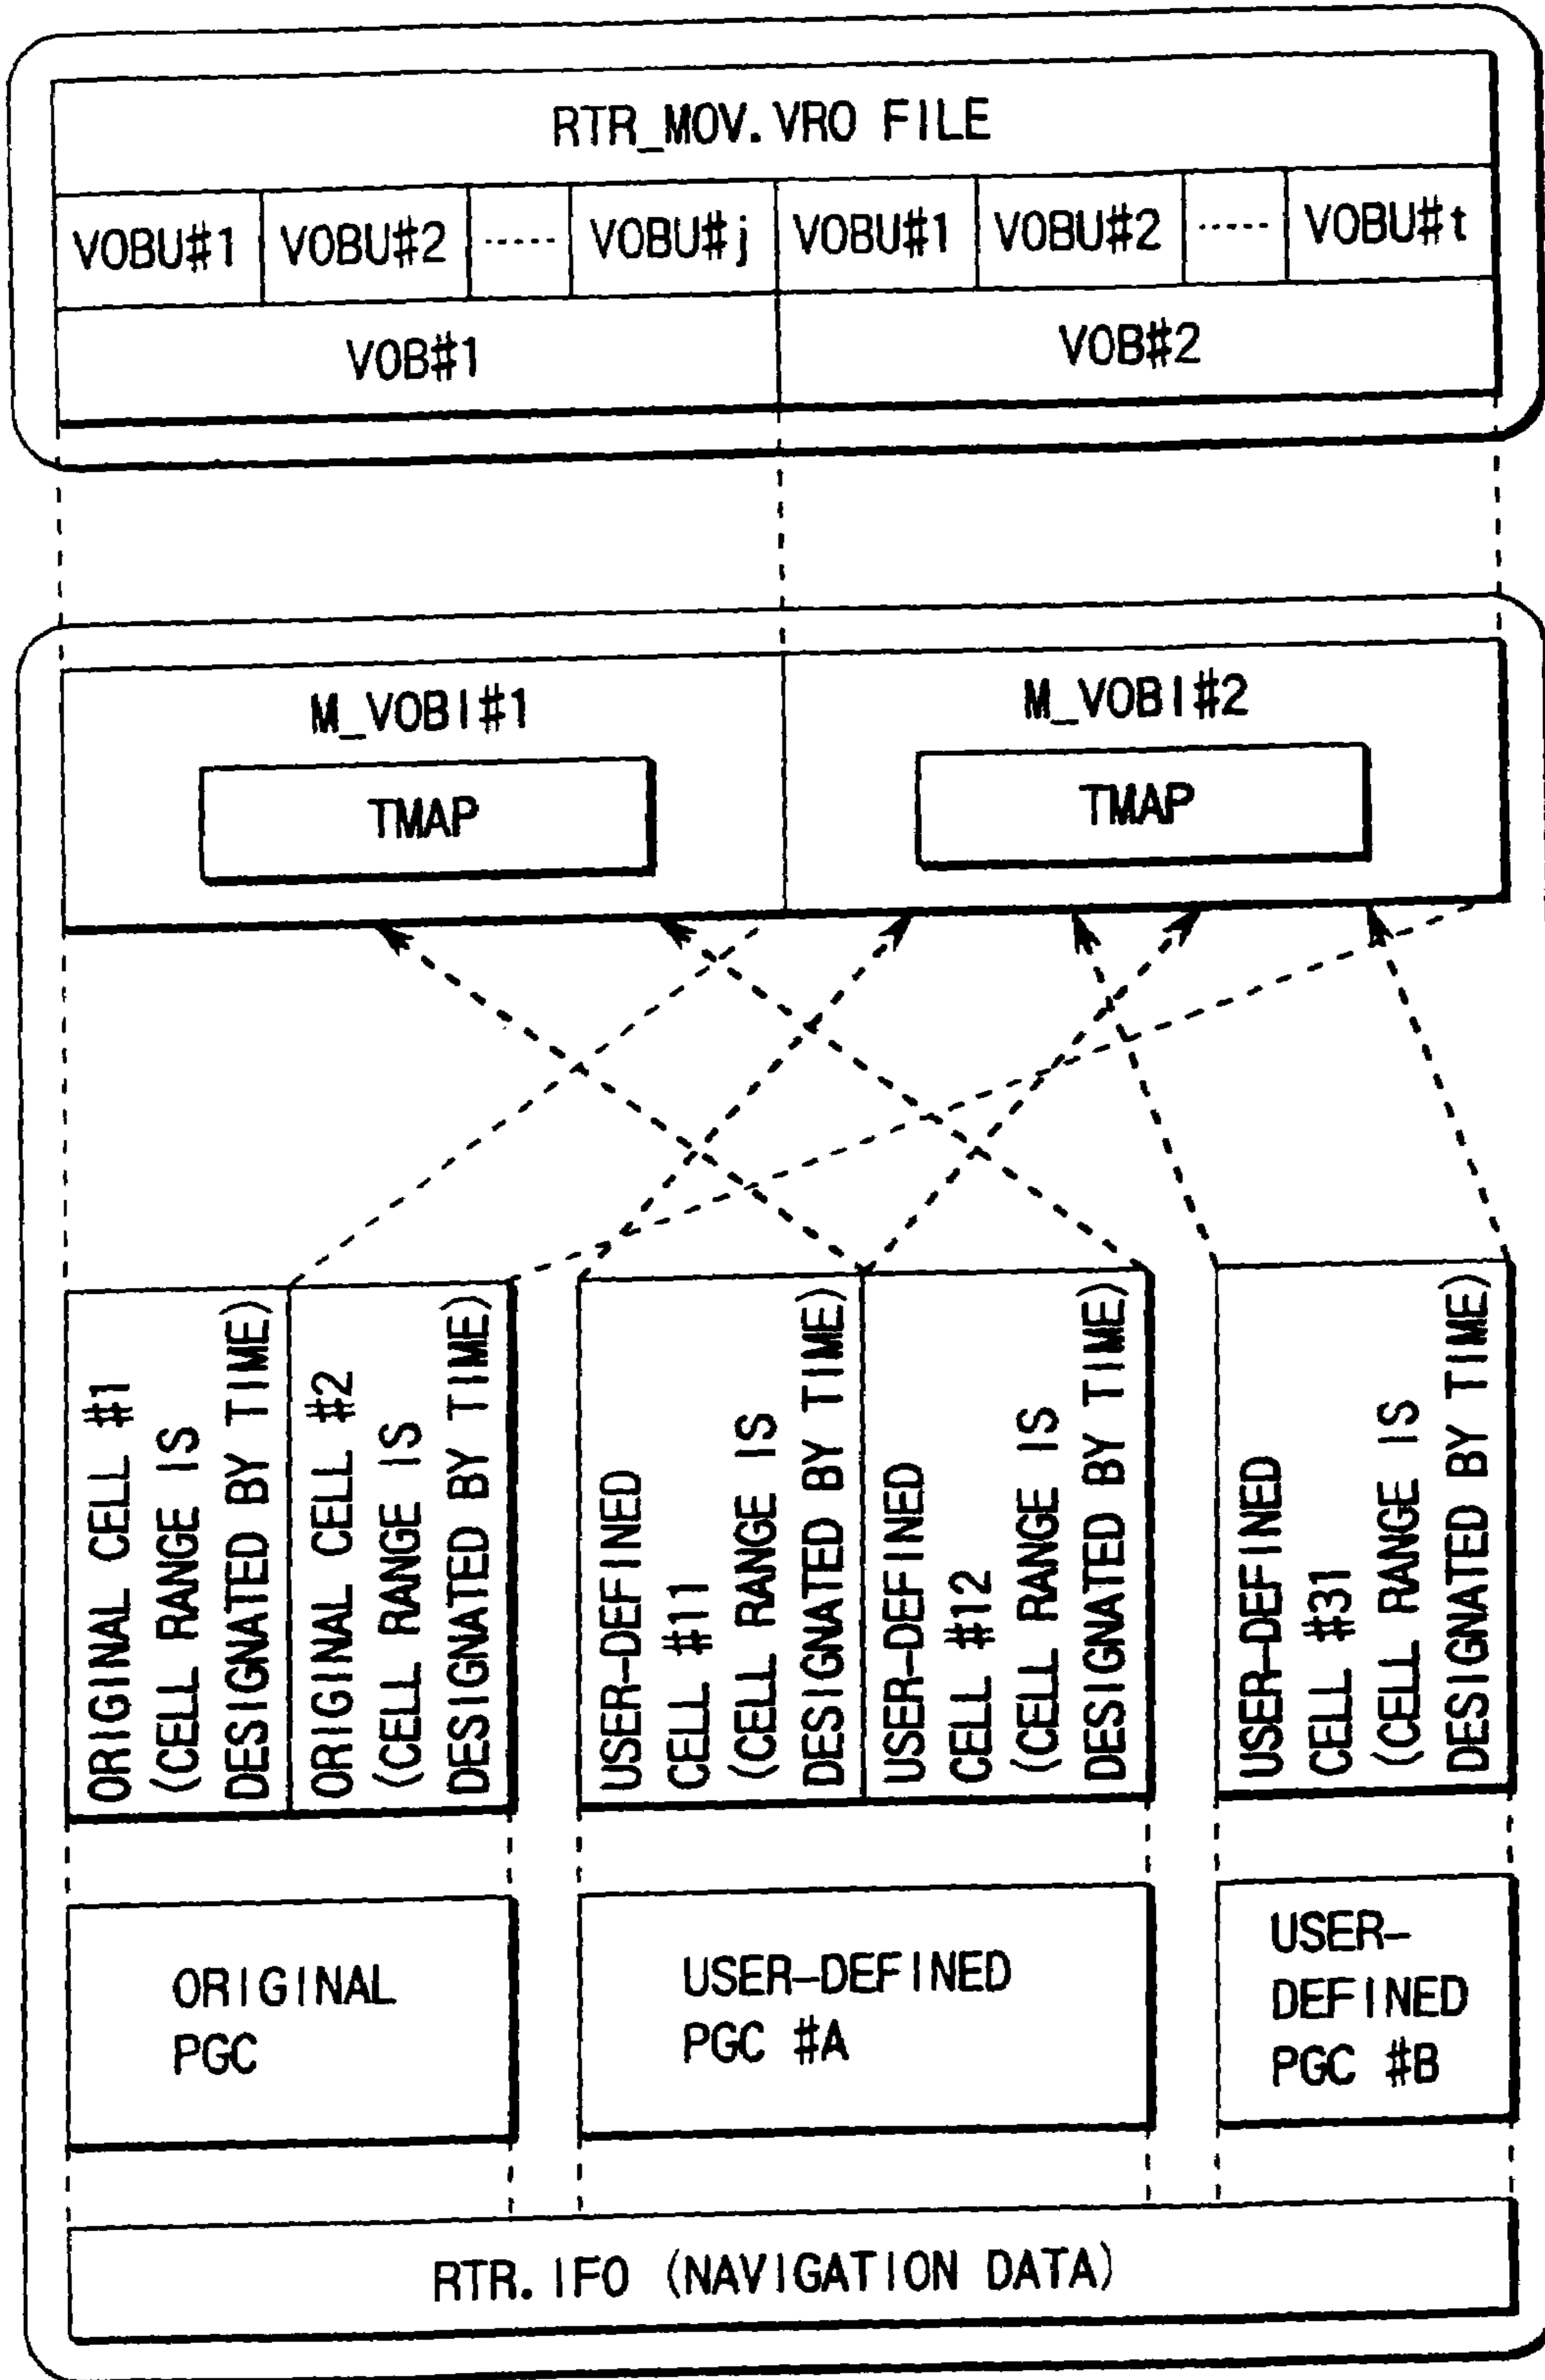 RTR_MOV.VRO FILE
VOBU#1 VOBU#2 ..... VOBU#j VOBU#1 VOBU#2 ..... VOBU#t
VOB#1 VOB#2
M_VOBI#1 M_VOBI#2
TMAP TMAP
ORIGINAL CELL #1
(CELL RANGE IS
DESIGNATED BY TIME)
ORIGINAL CELL #2
(CELL RANGE IS
DESIGNATED BY TIME)
USER-DEFINED
CELL #11
(CELL RANGE IS
DESIGNATED BY TIME)
USER-DEFINED
CELL #12
(CELL RANGE IS
DESIGNATED BY TIME)
USER-DEFINED
CELL #31
(CELL RANGE IS
DESIGNATED BY TIME)
ORIGINAL
PGC
USER-DEFINED
PGC #A
USER-
DEFINED
PGC #B
RTR.IFO (NAVIGATION DATA)